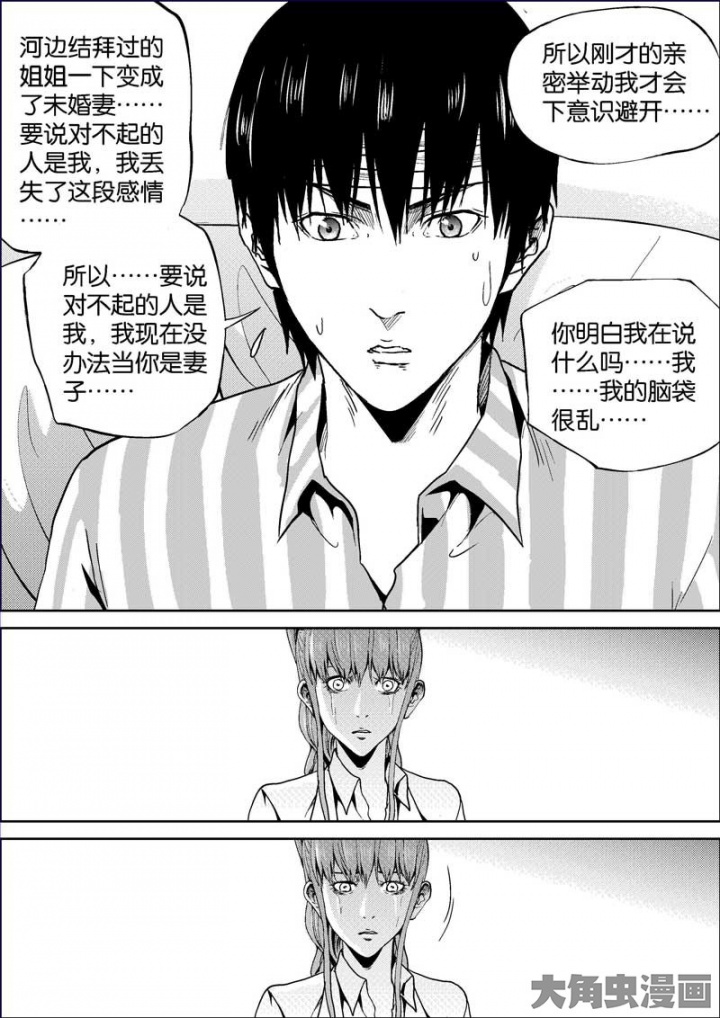 河边结拜过的
姐姐一下变成
了未婚妻……
要说对不起的
人是我，我丢
失了这段感情
……
所以刚才的亲
密举动我才会
下意识避开……
所以……要说
对不起的人是
我，我现在没
办法当你是妻
子……
你明白我在说
什么吗……我
……我的脑袋
很乱……
大角虫漫画